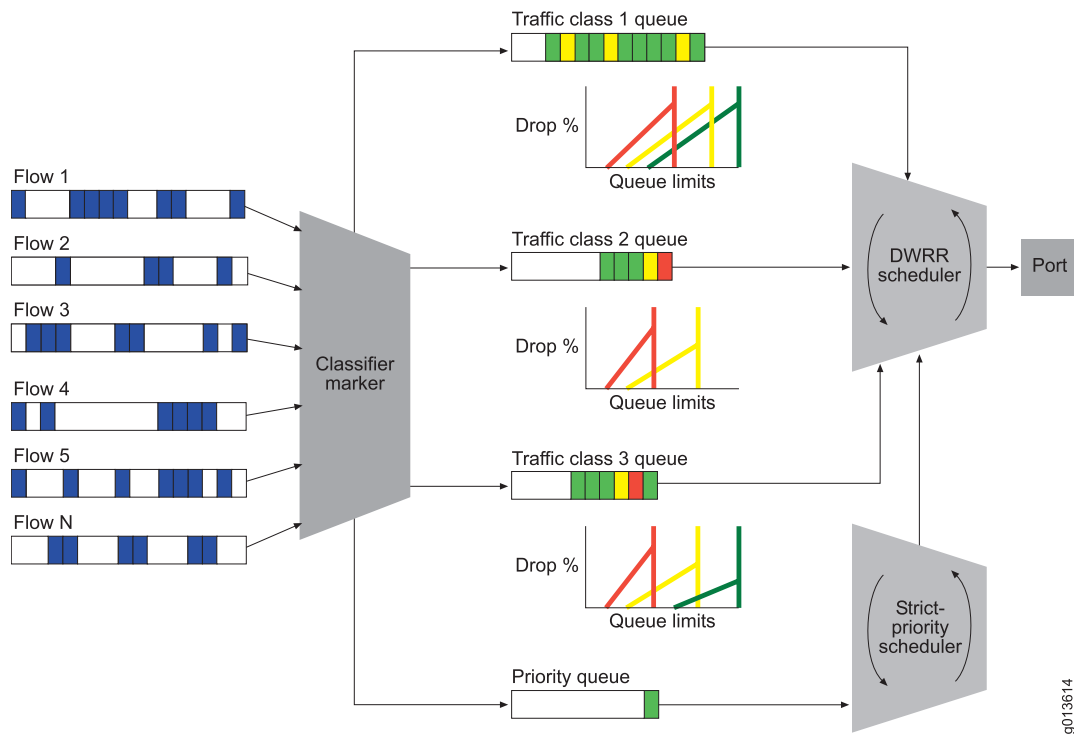 Traffic class 1 queue
Drop %
Queue limits
Flow 1
Flow 2
Flow 3
Flow 4
Flow 5
Flow N
Classifier
marker
Traffic class 2 queue
Drop %
Queue limits
DWRR
scheduler
Port
Traffic class 3 queue
Drop %
Queue limits
Strict-
priority
scheduler
Priority queue
g013614